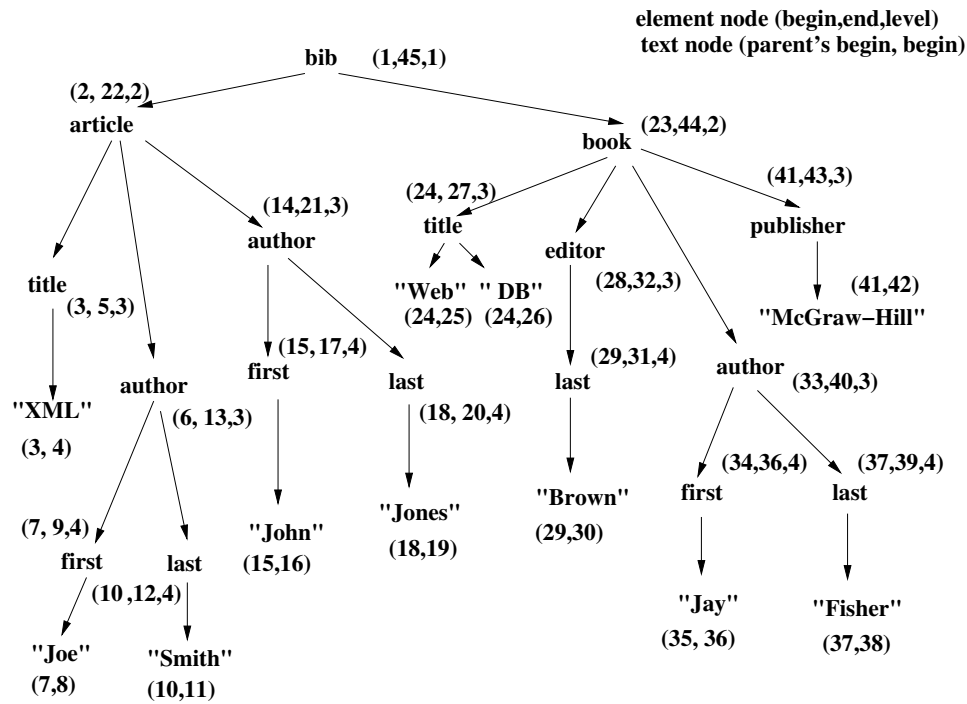 element node (begin,end,level)
text node (parent's begin, begin)
bib (1,45,1)
(2, 22,2)
article
(23,44,2)
book
(14,21,3)
author
(24, 27,3)
title
editor
(28,32,3)
(41,43,3)
publisher
title
(3, 5,3)
"Web" " DB"
(24,25) (24,26)
(41,42)
"McGraw−Hill"
(15, 17,4)
first
last
(18, 20,4)
(29,31,4)
last
author
(33,40,3)
author
(6, 13,3)
"XML"
(3, 4)
(34,36,4)
first
(37,39,4)
last
"John"
(15,16)
"Jones"
(18,19)
"Brown"
(29,30)
(7, 9,4)
first
last
(10 ,12,4)
"Jay"
(35, 36)
"Fisher"
(37,38)
"Joe"
(7,8)
"Smith"
(10,11)